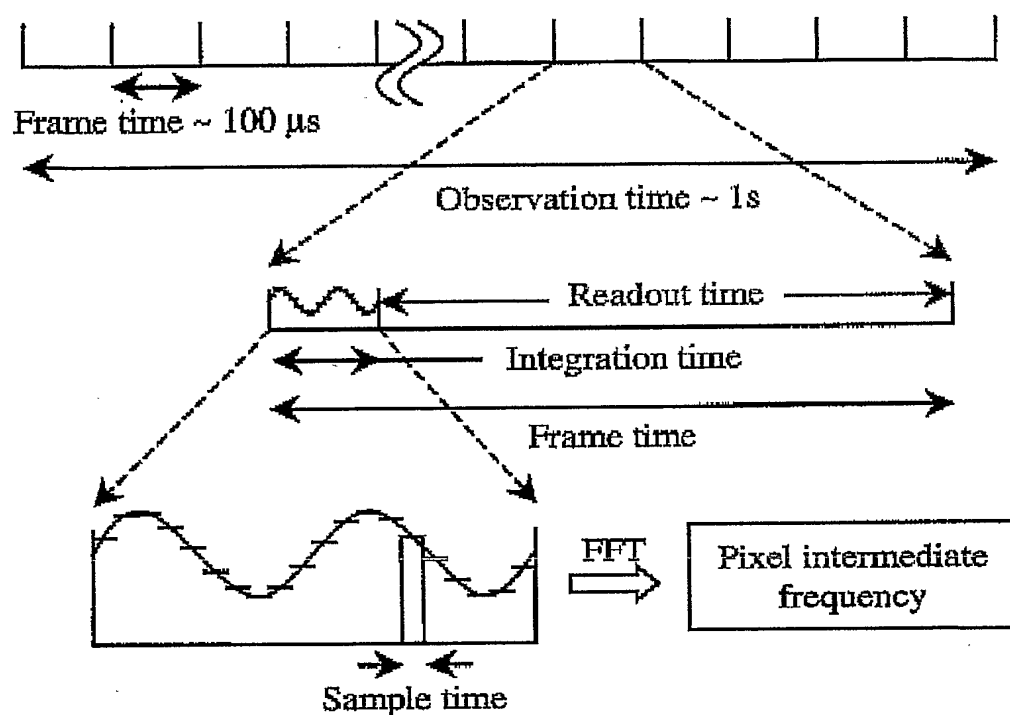 Frame time ~ 100 μs
Observation time ~ 1s
Readout time
Integration time
Frame time
FFT
Pixel intermediate
frequency
Sample time